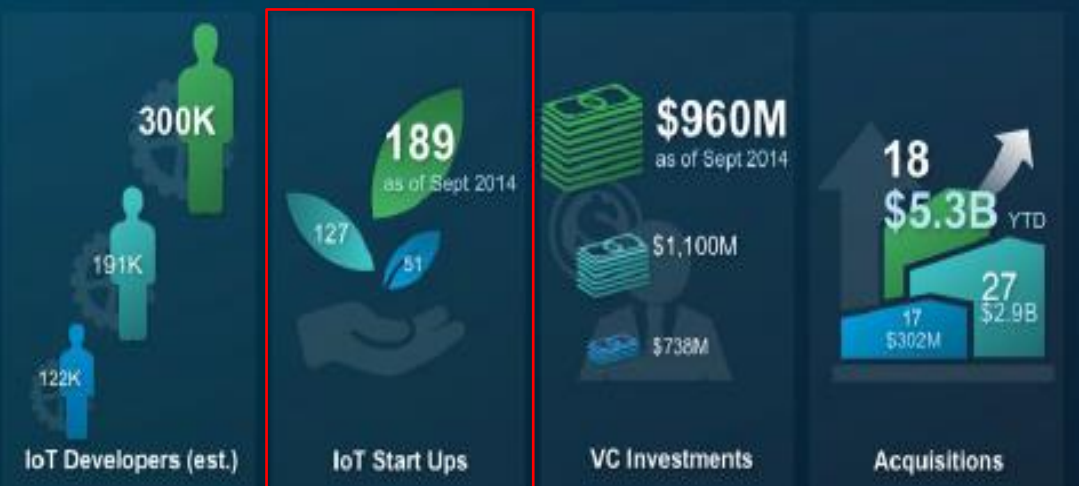 300K
191K
122K
IoT Developers (est.)
189
as of Sept 2014
127
51
IoT Start Ups
$960M
as of Sept 2014
$1,100M
$738M
VC Investments
18
$5.3B YTD
27
$2.9B
17
$302M
Acquisitions